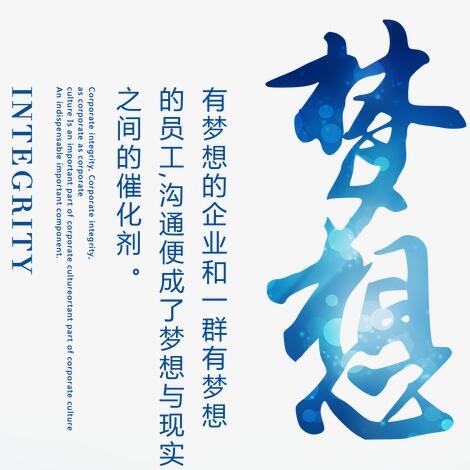 梦想
有梦想的企业和一群有梦想
的员工,沟通便成了梦想与现实
之间的催化剂。
Corporate integrity, Corporate integrity,
as corporate as corporate
culture Is an important part of corporate cultureortant part of corporate culture
An indispensable important component.
INTEGRITY